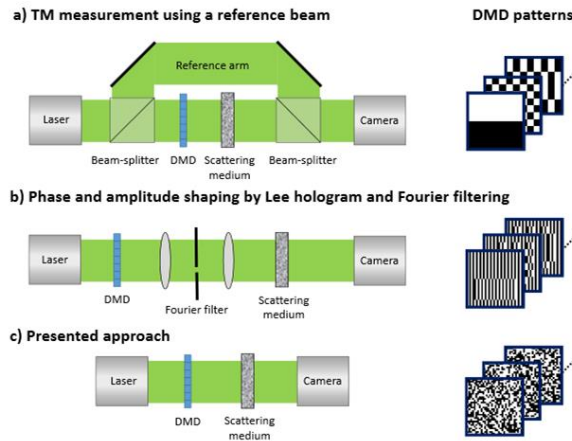 a) TM measurement using a reference beam
DMD patterns
Reference arm
Laser
Camera
Beam-splitter
DMD
Scattering
medium
Beam-splitter
b) Phase and amplitude shaping by Lee hologram and Fourier filtering
Laser
Camera
DMD
Fourier filter
Scattering
medium
c) Presented approach
Laser
Camera
DMD
Scattering
medium